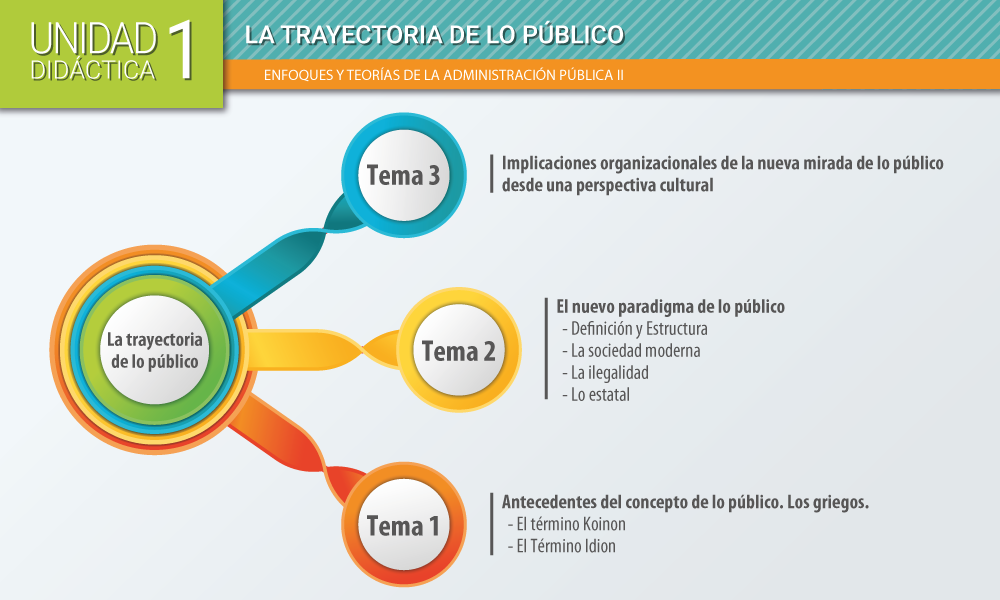 UNIDAD 1
DIDÁCTICA
LA TRAYECTORIA DE LO PÚBLICO
ENFOQUES Y TEORÍAS DE LA ADMINISTRACIÓN PÚBLICA II
Tema 3
Implicaciones organizacionales de la nueva mirada de lo público
desde una perspectiva cultural
La trayectoria
de lo público
Tema 2
El nuevo paradigma de lo público
- Definición y Estructura
- La sociedad moderna
- La ilegalidad
- Lo estatal
Tema 1
Antecedentes del concepto de lo público. Los griegos.
- El término Koinon
- El Término Idion